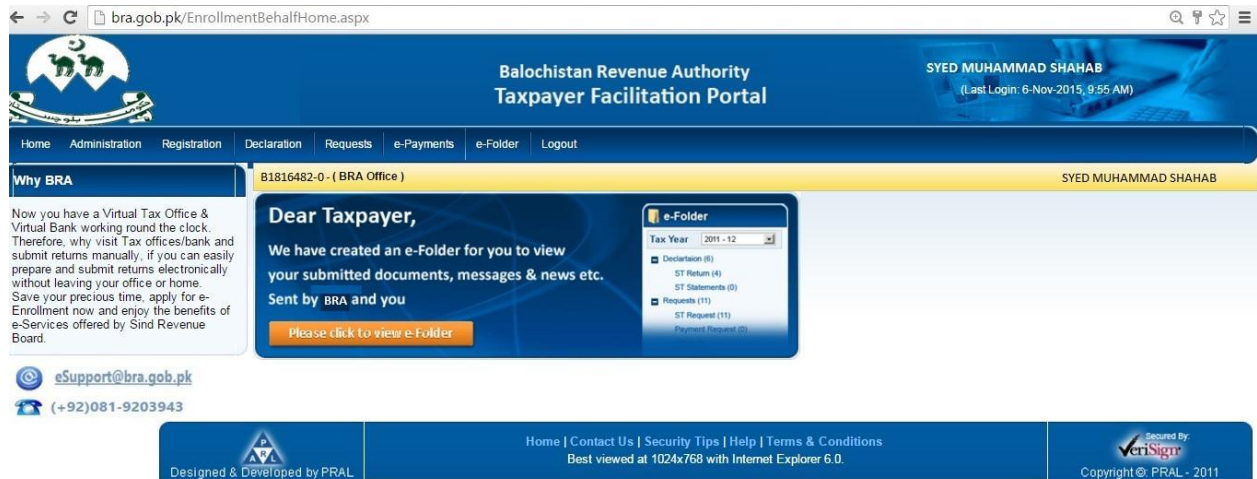 bra.gob.pk/EnrollmentBehalfHome.aspx
Balochistan Revenue Authority
Taxpayer Facilitation Portal
SYED MUHAMMAD SHAHAB
(Last Login: 6-Nov-2015, 9:55 AM)
Home Administration Registration Declaration Requests e-Payments e-Folder Logout
Why BRA
B1816482-0 - ( BRA Office )
SYED MUHAMMAD SHAHAB
Now you have a Virtual Tax Office &
Virtual Bank working round the clock.
Therefore, why visit Tax offices/bank and
submit returns manually, if you can easily
prepare and submit returns electronically
without leaving your office or home.
Save your precious time, apply for e-
Enrollment now and enjoy the benefits of
e-Services offered by Sind Revenue
Board.
Dear Taxpayer,
We have created an e-Folder for you to view
your submitted documents, messages & news etc.
Sent by BRA and you
Please click to view e-Folder
e-Folder
Tax Year 2011 - 12
Declartaion (6)
ST Return (4)
ST Statements (0)
Requests (11)
ST Request (11)
Payment Request (0)
eSupport@bra.gob.pk
(+92)081-9203943
PRAL
Designed & Developed by PRAL
Home | Contact Us | Security Tips | Help | Terms & Conditions
Best viewed at 1024x768 with Internet Explorer 6.0.
Secured By:
VeriSign
Copyright ©: PRAL - 2011